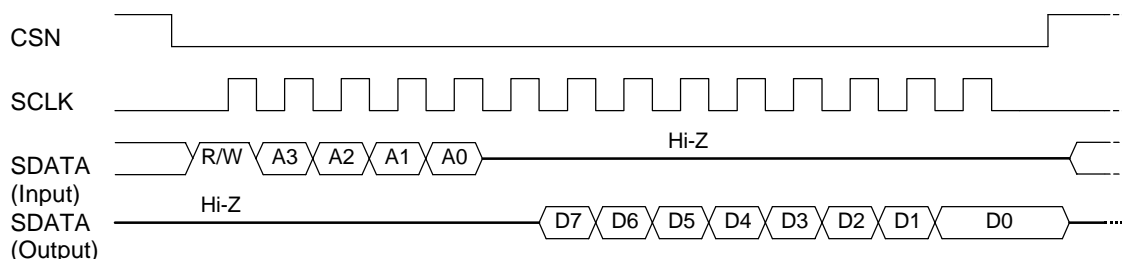 CSN
SCLK
Hi-Z
R/W A3 A2 A1 A0
SDATA
(Input)
Hi-Z
SDATA
(Output)
D7 D6 D5 D4 D3 D2 D1 D0